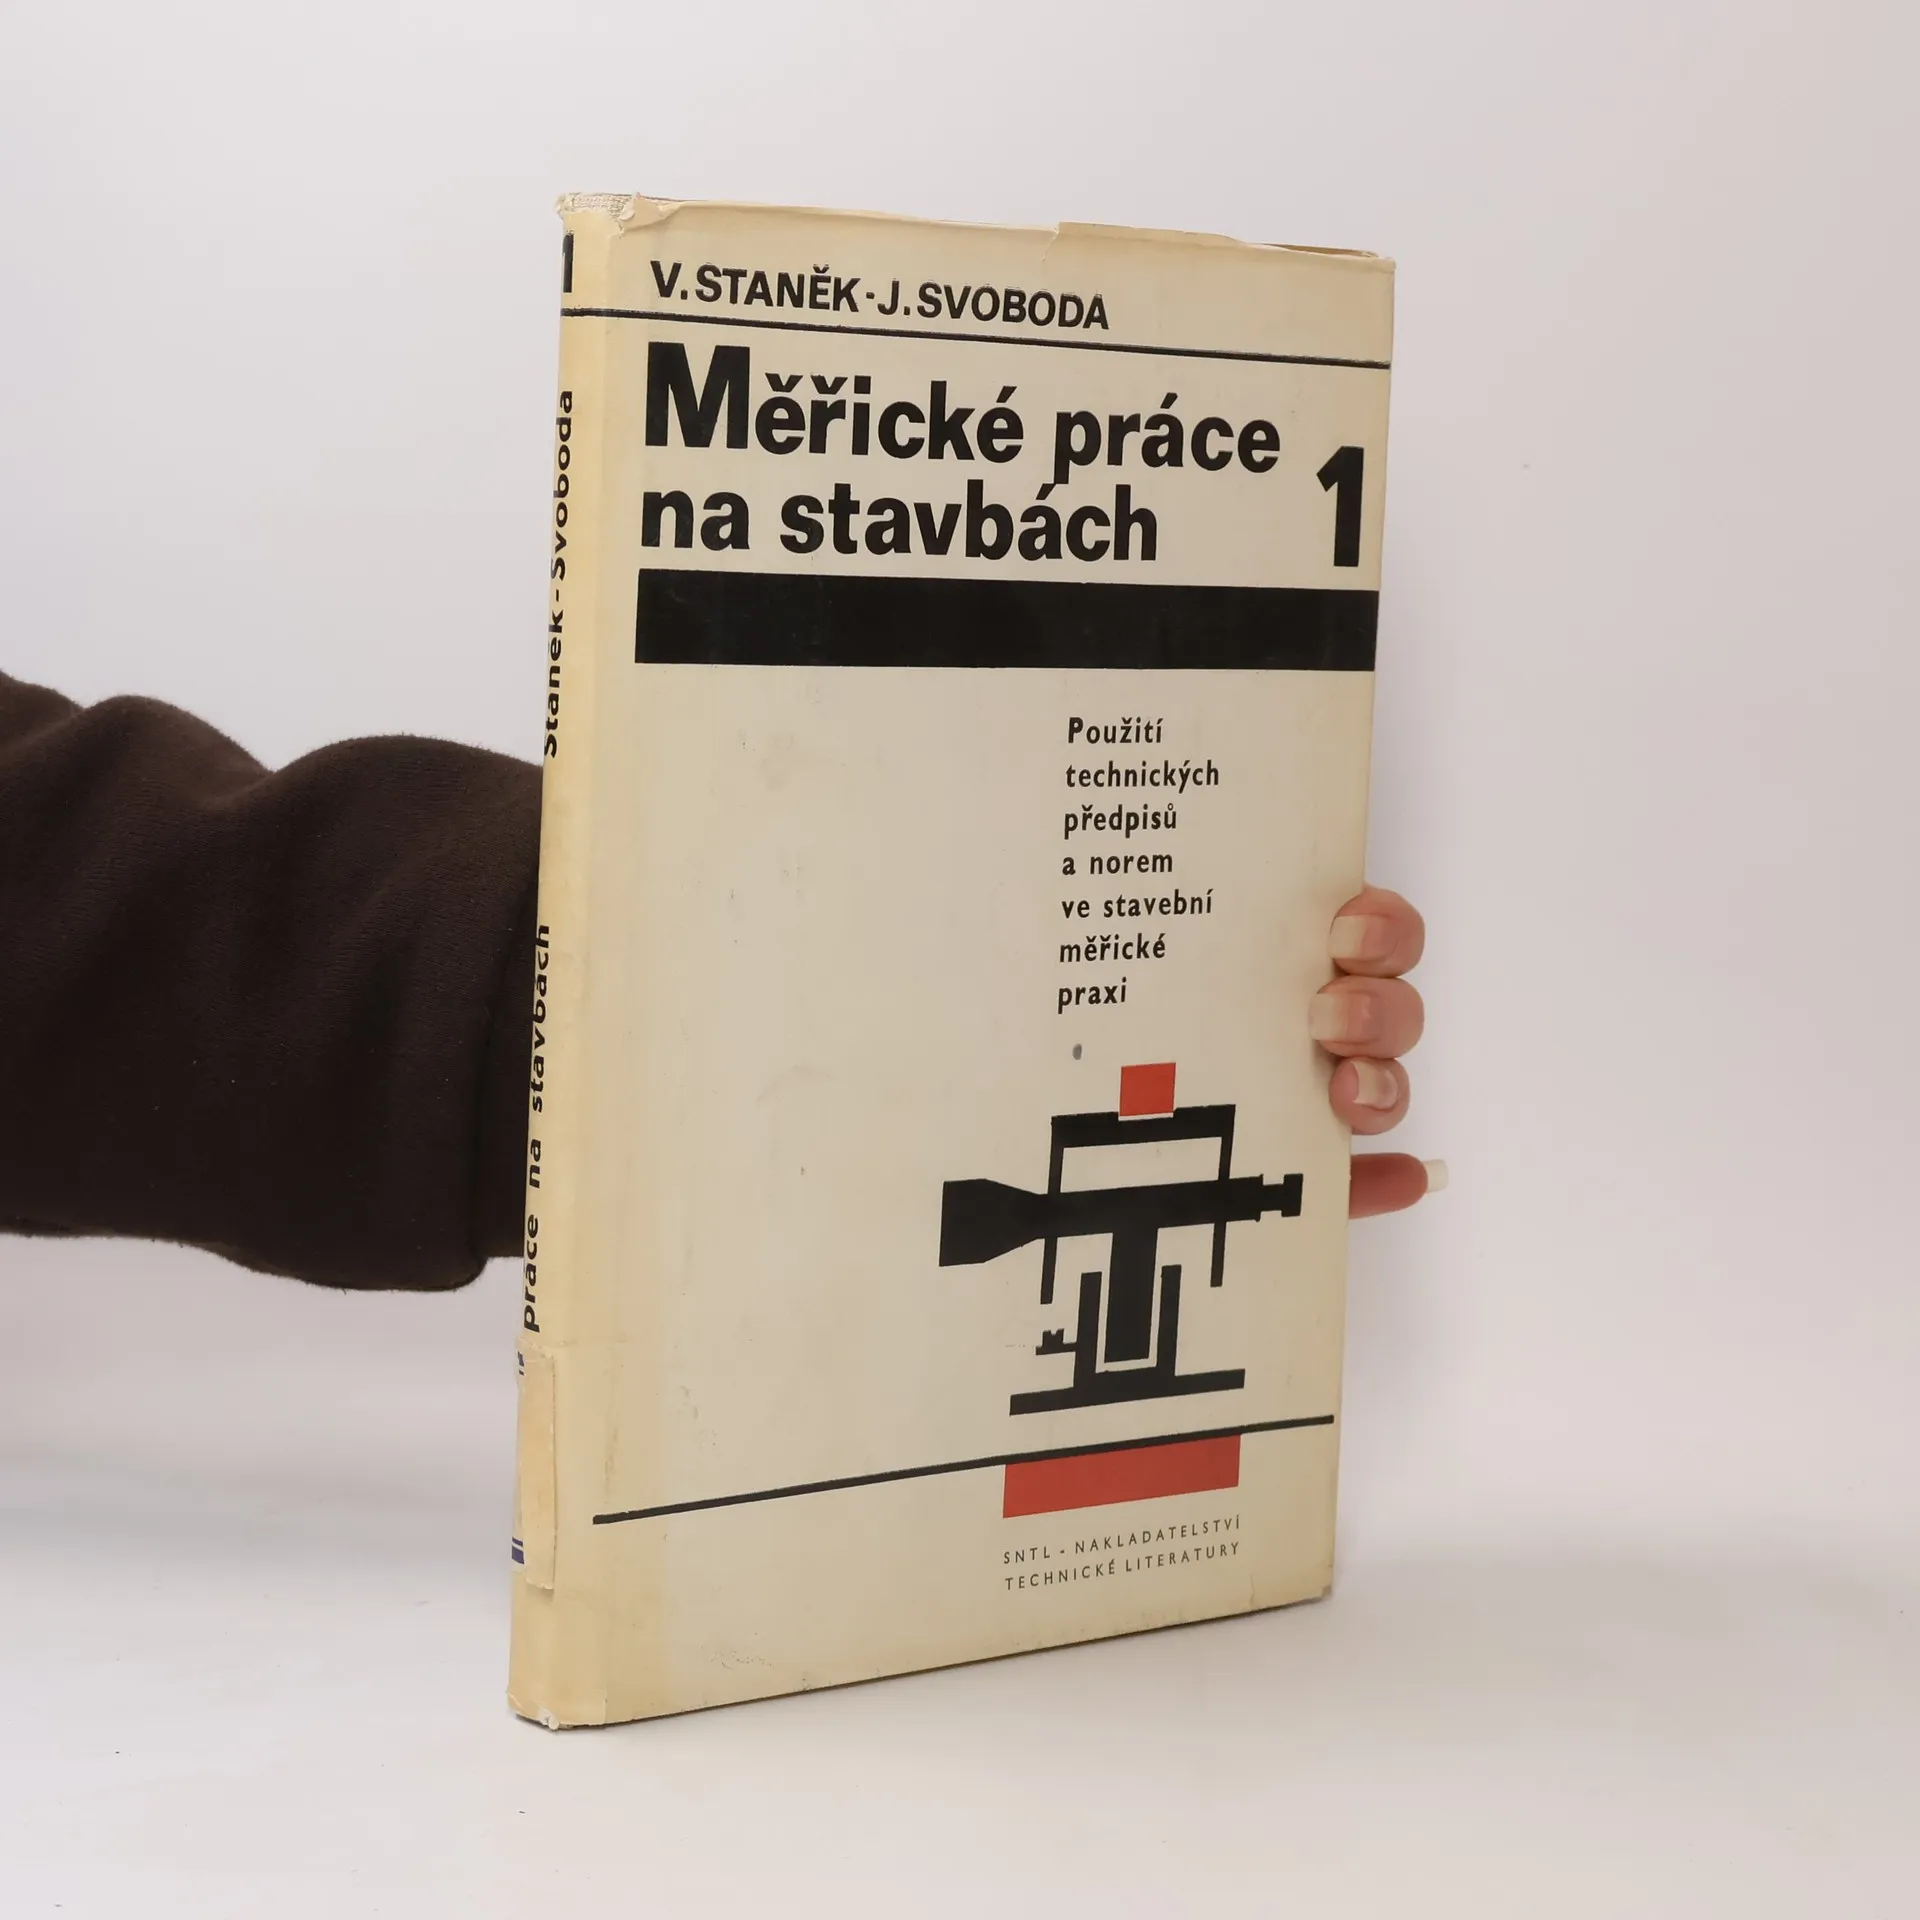 V. STANĚK - J. SVOBODA
Měřické práce
na stavbách
1
Použití
technických
předpisů
a norem
ve stavební
měřické
praxi
SNTL - NAKLADATELSTVÍ
TECHNICKÉ LITERATURY
1
Staněk - Svoboda
práce na stavbách